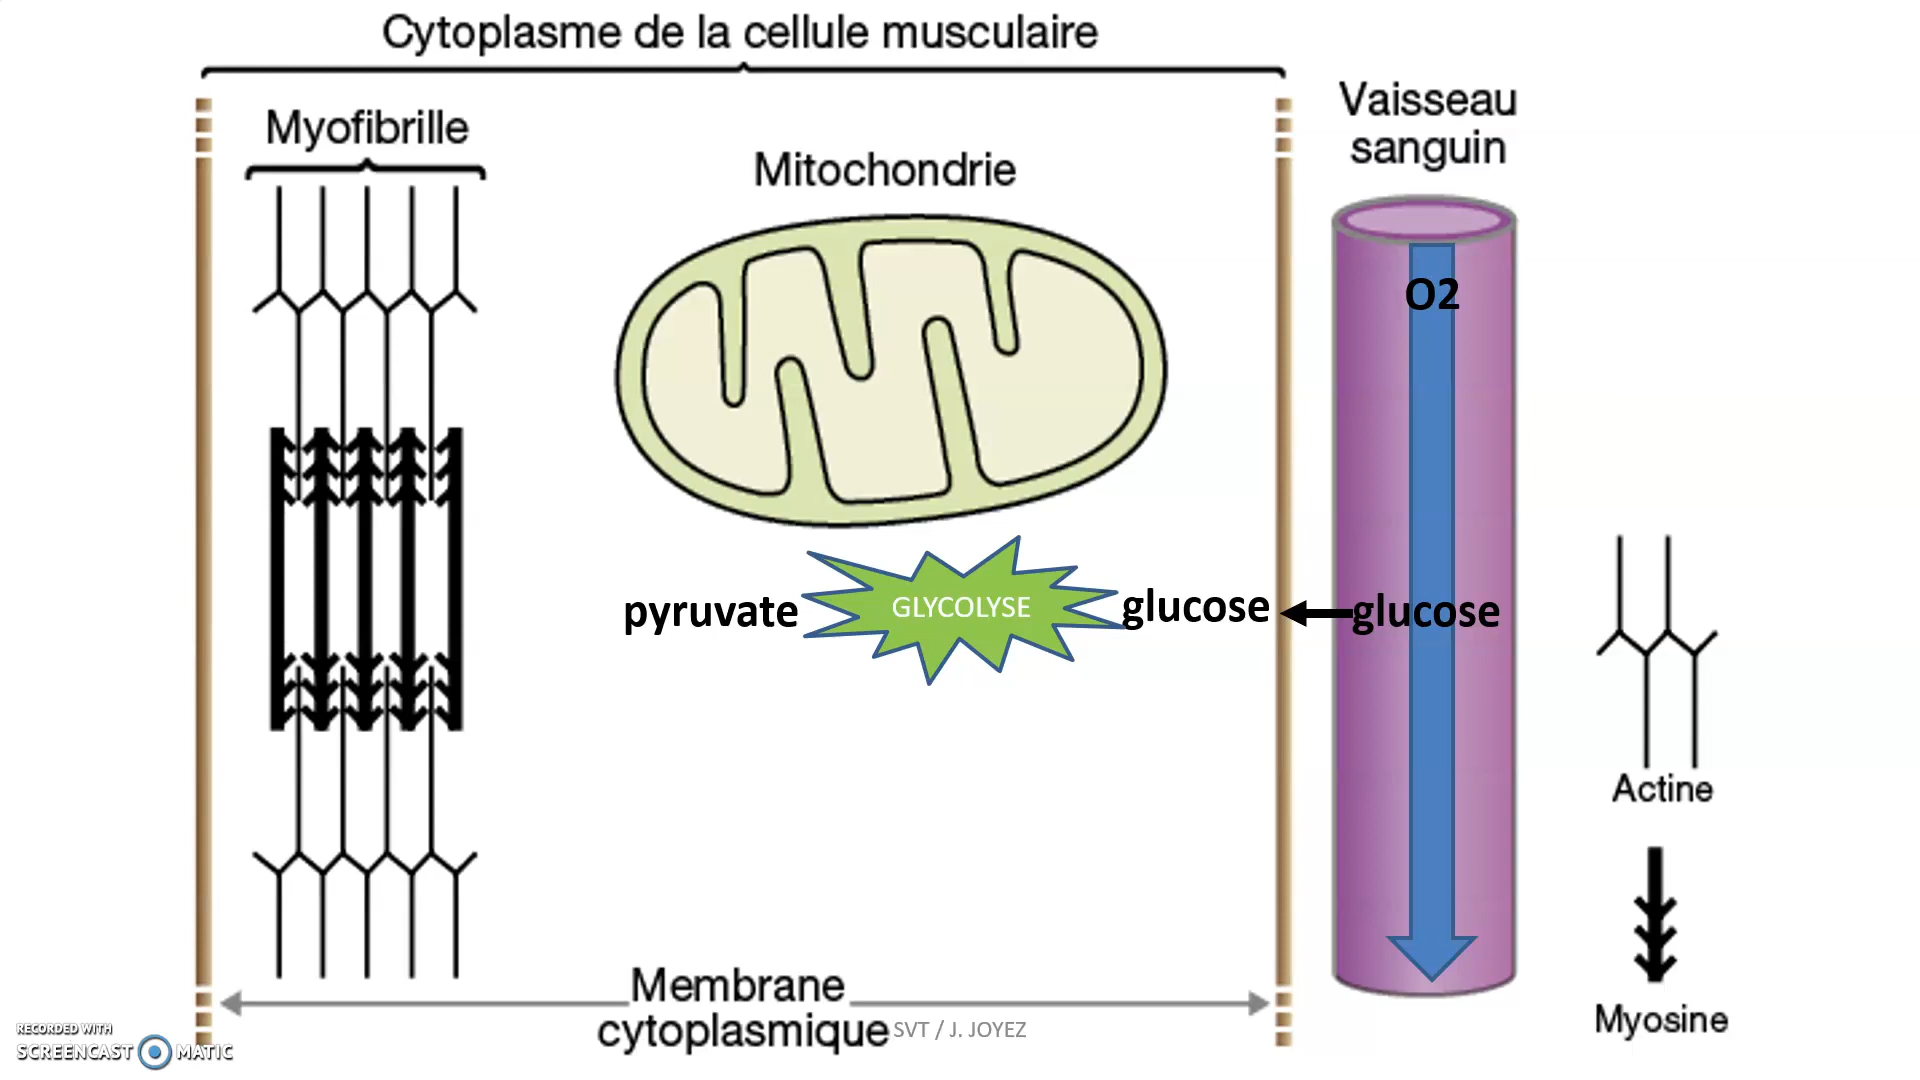 Cytoplasme de la cellule musculaire
Myofibrille
Mitochondrie
Vaisseau
sanguin
O2
pyruvate
GLYCOLYSE
glucose
glucose
Actine
Myosine
Membrane
cytoplasmique
SVT / J. JOYEZ
RECORDED WITH
SCREENCAST MATIC